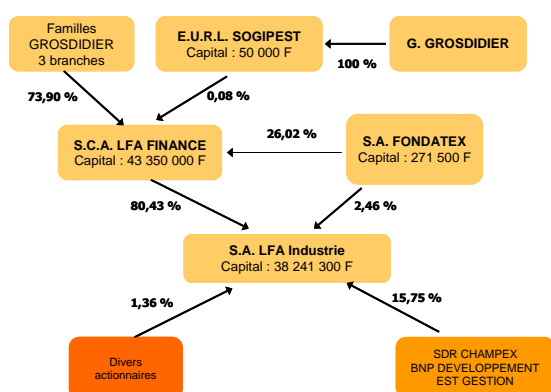 Familles
GROSDIDIER
3 branches
E.U.R.L. SOGIPEST
Capital : 50 000 F
G. GROSDIDIER
100 %
73,90 %
0,08 %
S.C.A. LFA FINANCE
Capital : 43 350 000 F
26,02 %
S.A. FONDATEX
Capital : 271 500 F
80,43 %
2,46 %
S.A. LFA Industrie
Capital : 38 241 300 F
1,36 %
15,75 %
Divers
actionnaires
SDR CHAMPEX
BNP DEVELOPPEMENT
EST GESTION